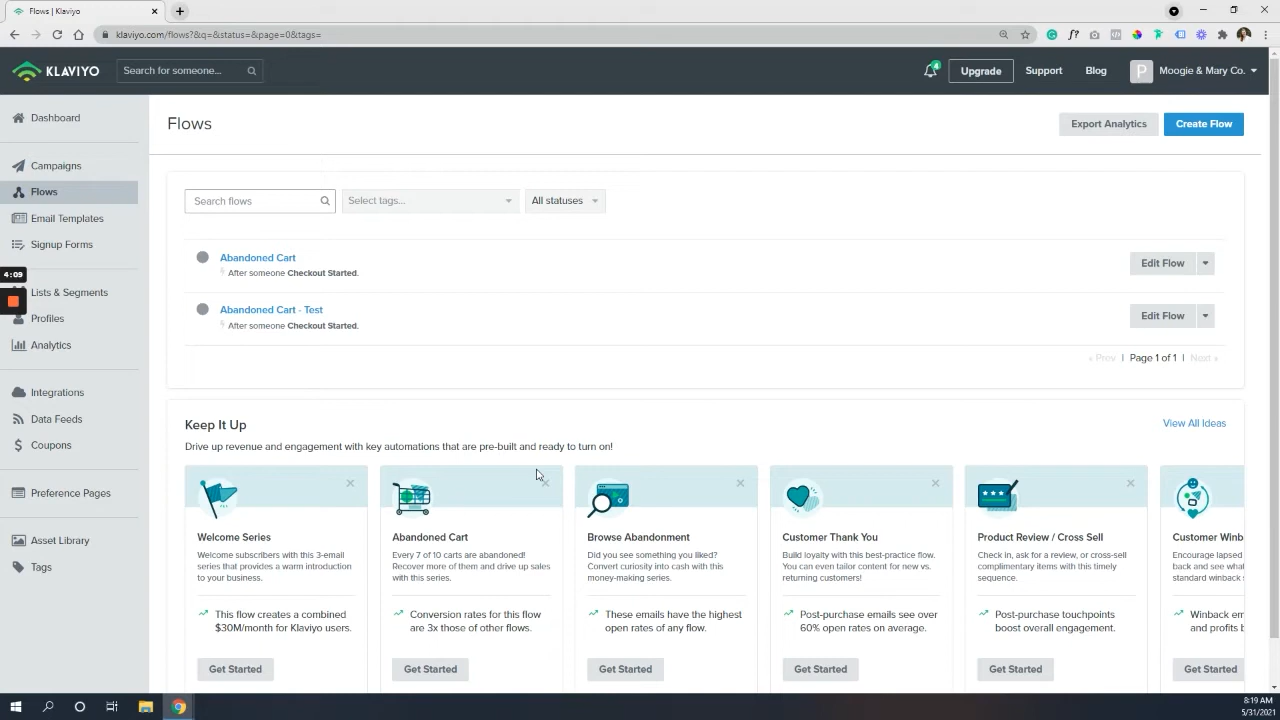 Flows | Klaviyo
klaviyo.com/flows?&q=&status=&page=0&tags=
KLAVIYO
Search for someone...
4
Upgrade
Support
Blog
P
Moogie & Mary Co.
Dashboard
Campaigns
Flows
Email Templates
Signup Forms
4:09
Lists & Segments
Profiles
Analytics
Integrations
Data Feeds
Coupons
Preference Pages
Asset Library
Tags
Flows
Export Analytics
Create Flow
Search flows
Select tags...
All statuses
Abandoned Cart
After someone Checkout Started.
Edit Flow
Abandoned Cart - Test
After someone Checkout Started.
Edit Flow
« Prev | Page 1 of 1 | Next »
Keep It Up
View All Ideas
Drive up revenue and engagement with key automations that are pre-built and ready to turn on!
Welcome Series
Welcome subscribers with this 3-email
series that provides a warm introduction
to your business.
This flow creates a combined
$30M/month for Klaviyo users.
Get Started
Abandoned Cart
Every 7 of 10 carts are abandoned!
Recover more of them and drive up sales
with this series.
Conversion rates for this flow
are 3x those of other flows.
Get Started
Browse Abandonment
Did you see something you liked?
Convert curiosity into cash with this
money-making series.
These emails have the highest
open rates of any flow.
Get Started
Customer Thank You
Build loyalty with this best-practice flow.
You can even tailor content for new vs.
returning customers!
Post-purchase emails see over
60% open rates on average.
Get Started
Product Review / Cross Sell
Check in, ask for a review, or cross-sell
complimentary items with this timely
sequence.
Post-purchase touchpoints
boost overall engagement.
Get Started
Customer Winb
Encourage lapsed
back and see wha
standard winback s
Winback em
and profits b
Get Started
8:19 AM
5/31/2021